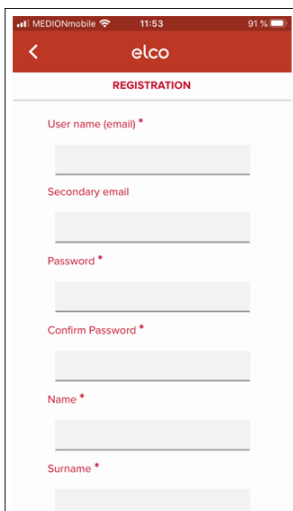 MEDIONmobile 11:53 91 %
elco
REGISTRATION
User name (email) *
Secondary email
Password *
Confirm Password *
Name *
Surname *